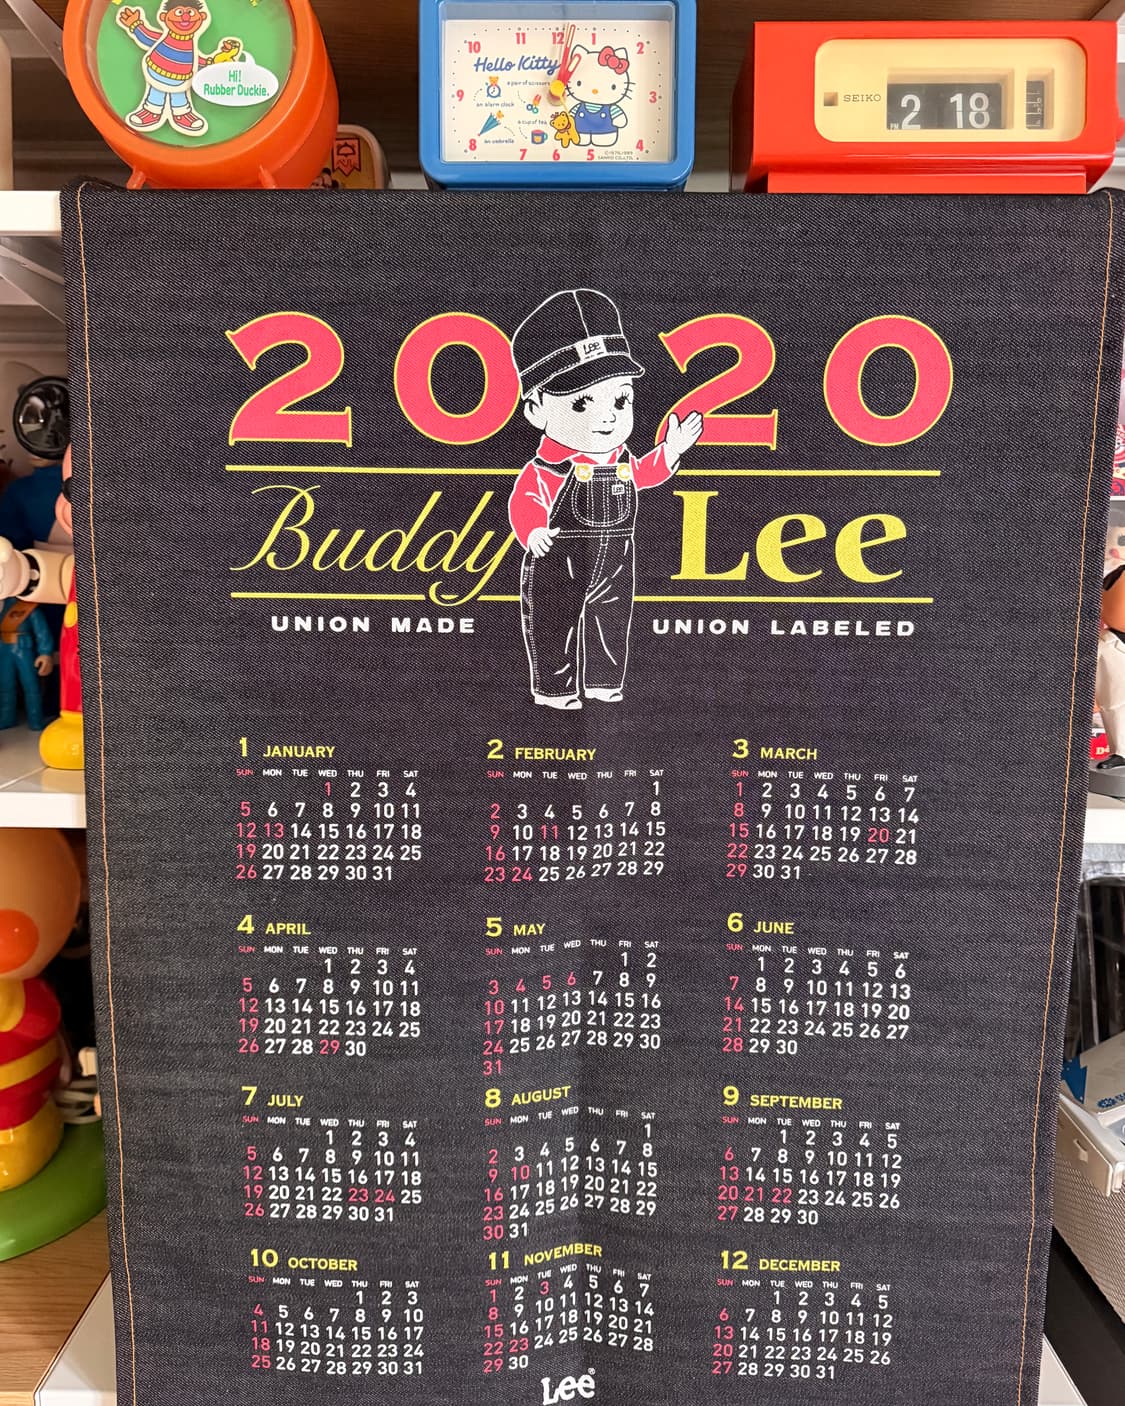 Hi!
Rubber Duckie.
Hello Kitty
a pair of scissors
an alarm clock
a cup of tea
an umbrella
10 11 12 1 2
9 3
8 7 6 5 4
SEIKO
PM 2 18
2020
Buddy Lee
UNION MADE UNION LABELED
Lee
Lee
1 JANUARY
SUN MON TUE WED THU FRI SAT
1 2 3 4
5 6 7 8 9 10 11
12 13 14 15 16 17 18
19 20 21 22 23 24 25
26 27 28 29 30 31
2 FEBRUARY
SUN MON TUE WED THU FRI SAT
1
2 3 4 5 6 7 8
9 10 11 12 13 14 15
16 17 18 19 20 21 22
23 24 25 26 27 28 29
3 MARCH
SUN MON TUE WED THU FRI SAT
1 2 3 4 5 6 7
8 9 10 11 12 13 14
15 16 17 18 19 20 21
22 23 24 25 26 27 28
29 30 31
4 APRIL
SUN MON TUE WED THU FRI SAT
1 2 3 4
5 6 7 8 9 10 11
12 13 14 15 16 17 18
19 20 21 22 23 24 25
26 27 28 29 30
5 MAY
SUN MON TUE WED THU FRI SAT
1 2
3 4 5 6 7 8 9
10 11 12 13 14 15 16
17 18 19 20 21 22 23
24 25 26 27 28 29 30
31
6 JUNE
SUN MON TUE WED THU FRI SAT
1 2 3 4 5 6
7 8 9 10 11 12 13
14 15 16 17 18 19 20
21 22 23 24 25 26 27
28 29 30
7 JULY
SUN MON TUE WED THU FRI SAT
1 2 3 4
5 6 7 8 9 10 11
12 13 14 15 16 17 18
19 20 21 22 23 24 25
26 27 28 29 30 31
8 AUGUST
SUN MON TUE WED THU FRI SAT
1
2 3 4 5 6 7 8
9 10 11 12 13 14 15
16 17 18 19 20 21 22
23 24 25 26 27 28 29
30 31
9 SEPTEMBER
SUN MON TUE WED THU FRI SAT
1 2 3 4 5
6 7 8 9 10 11 12
13 14 15 16 17 18 19
20 21 22 23 24 25 26
27 28 29 30
10 OCTOBER
SUN MON TUE WED THU FRI SAT
1 2 3
4 5 6 7 8 9 10
11 12 13 14 15 16 17
18 19 20 21 22 23 24
25 26 27 28 29 30 31
11 NOVEMBER
SUN MON TUE WED THU FRI SAT
1 2 3 4 5 6 7
8 9 10 11 12 13 14
15 16 17 18 19 20 21
22 23 24 25 26 27 28
29 30
12 DECEMBER
SUN MON TUE WED THU FRI SAT
1 2 3 4 5
6 7 8 9 10 11 12
13 14 15 16 17 18 19
20 21 22 23 24 25 26
27 28 29 30 31
Lee®